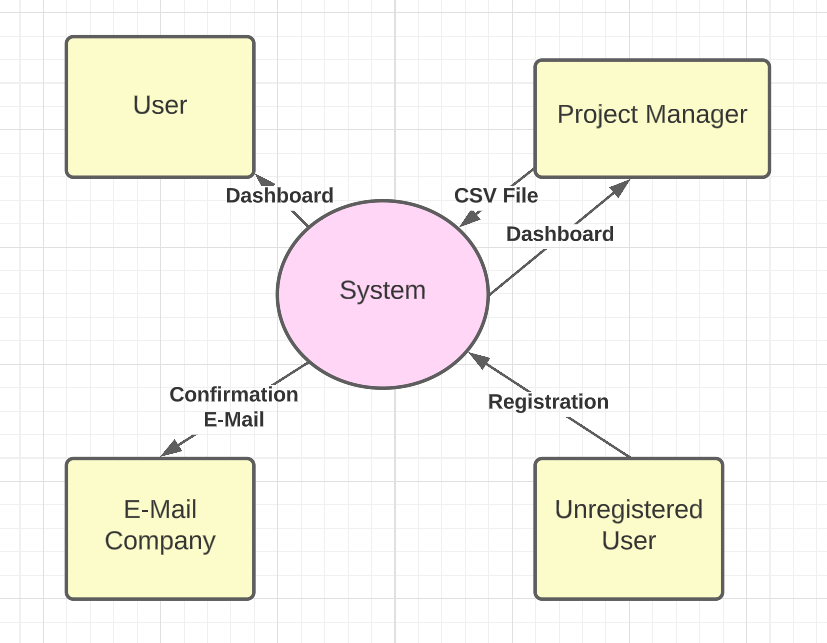 User
Project Manager
Dashboard
CSV File
Dashboard
System
Confirmation
E-Mail
Registration
E-Mail
Company
Unregistered
User